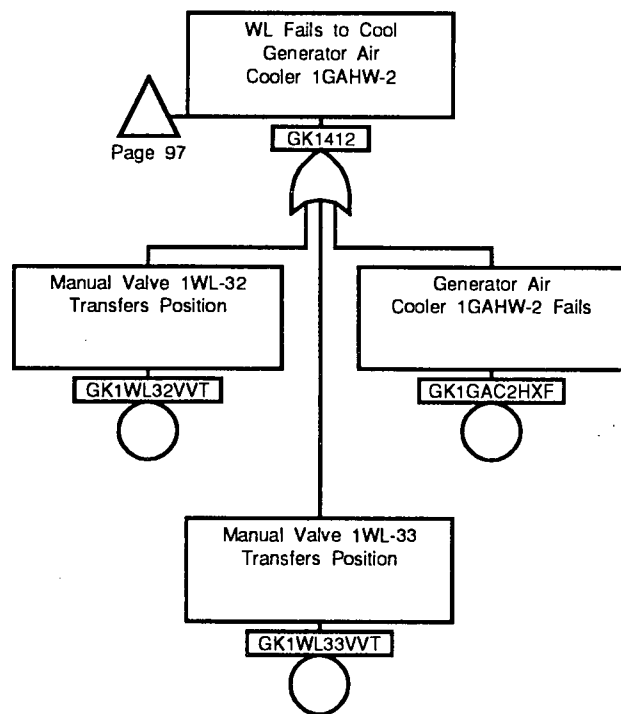 WL Fails to Cool
Generator Air
Cooler 1GAHW-2
Page 97
GK1412
Manual Valve 1WL-32
Transfers Position
GK1WL32VVT
Generator Air
Cooler 1GAHW-2 Fails
GK1GAC2HXF
Manual Valve 1WL-33
Transfers Position
GK1WL33VVT